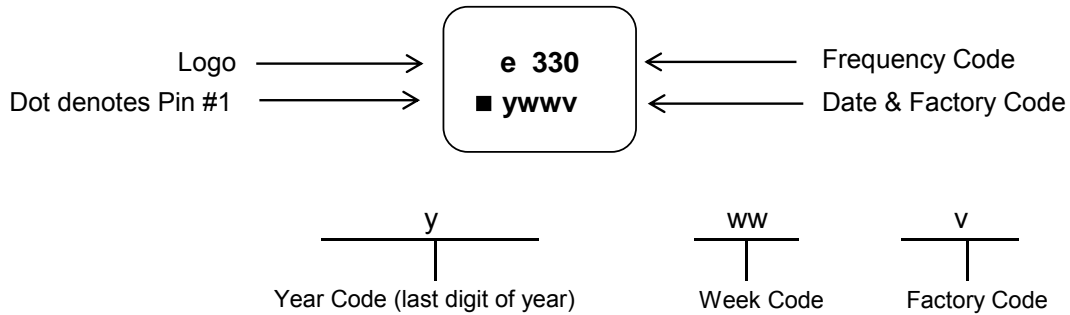 Logo e 330 Frequency Code
Dot denotes Pin #1 ■ ywwv Date & Factory Code
y ww v
Year Code (last digit of year) Week Code Factory Code